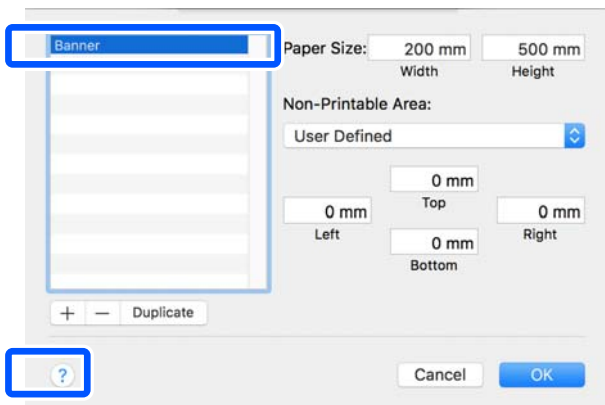 Banner
Paper Size: 200 mm 500 mm
Width Height
Non-Printable Area:
User Defined
0 mm
Top
0 mm 0 mm
Left Right
0 mm
Bottom
+ − Duplicate
? Cancel OK